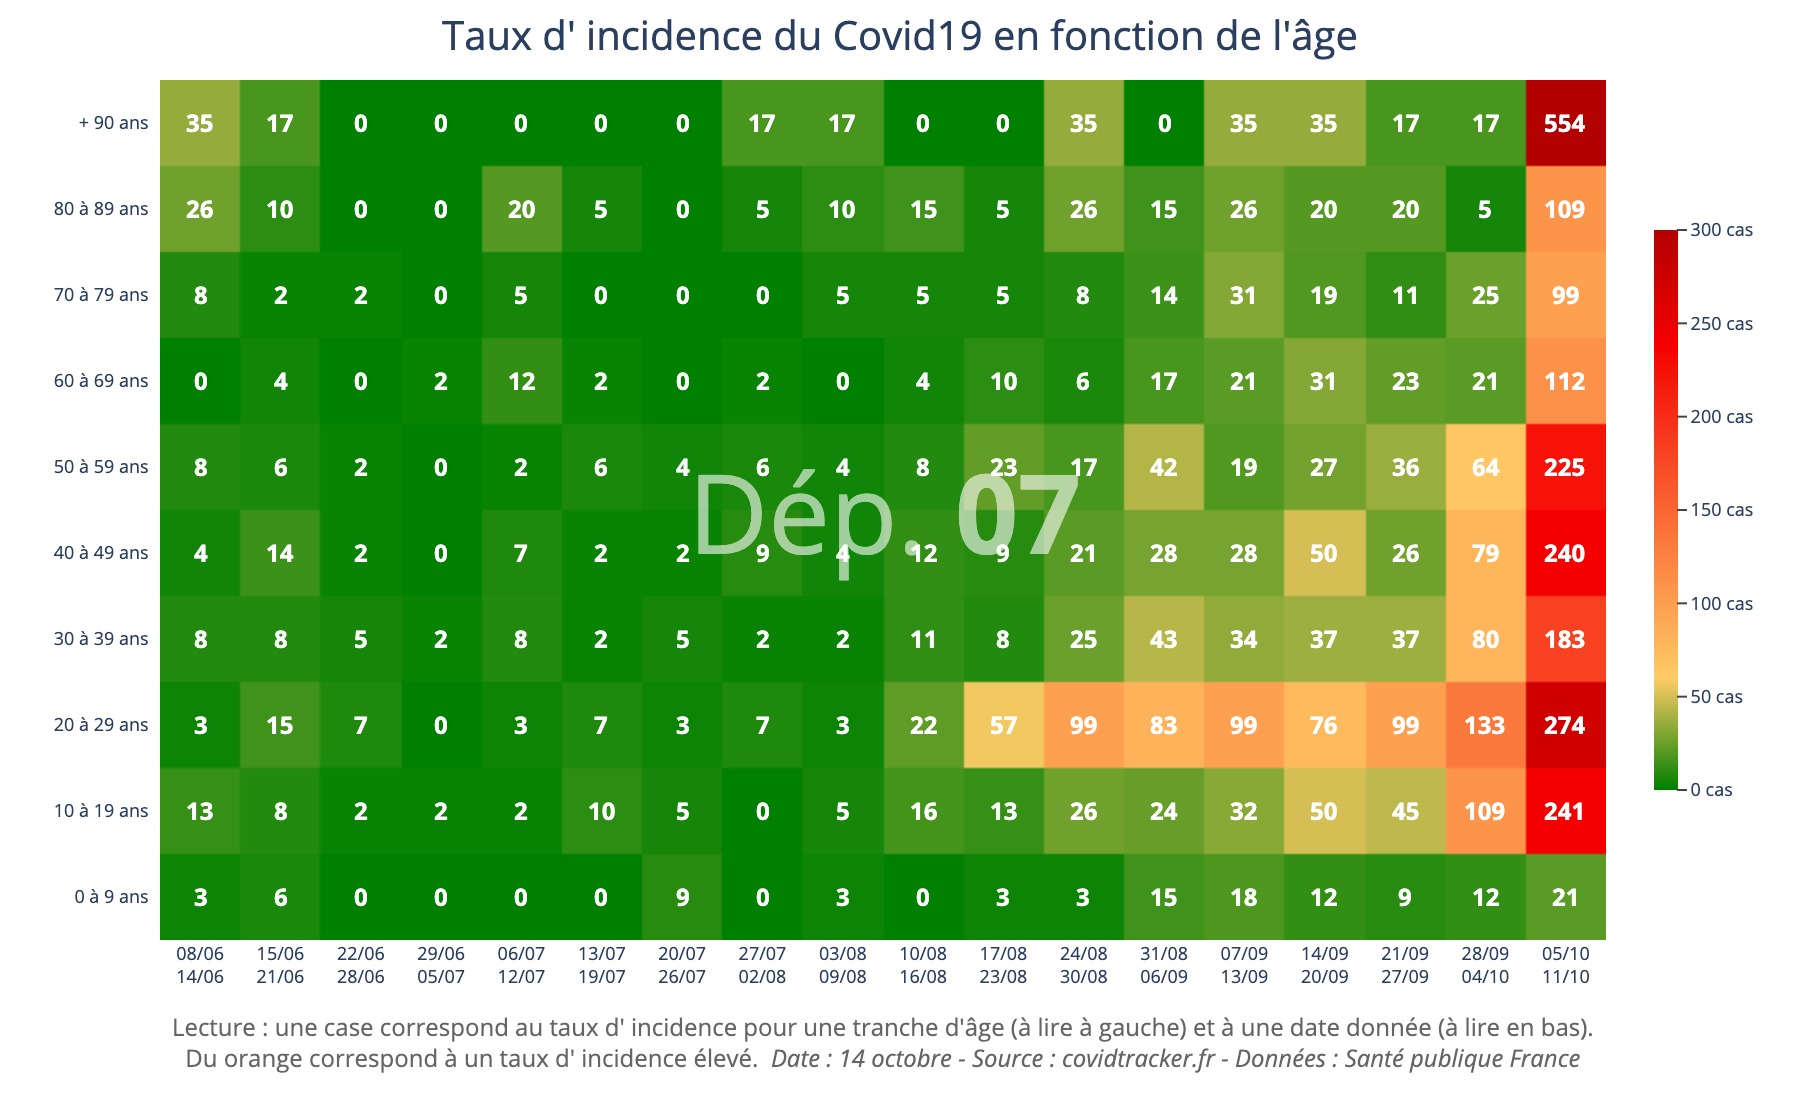 Taux d' incidence du Covid19 en fonction de l'âge
+ 90 ans 35 17 0 0 0 0 0 17 17 0 0 35 0 35 35 17 17 554
80 à 89 ans 26 10 0 0 20 5 0 5 10 15 5 26 15 26 20 20 5 109
70 à 79 ans 8 2 2 0 5 0 0 0 5 5 5 8 14 31 19 11 25 99
60 à 69 ans 0 4 0 2 12 2 0 2 0 4 10 6 17 21 31 23 21 112
50 à 59 ans 8 6 2 0 2 6 4 6 4 8 23 17 42 19 27 36 64 225
Dép. 07
40 à 49 ans 4 14 2 0 7 2 2 9 4 12 9 21 28 28 50 26 79 240
30 à 39 ans 8 8 5 2 8 2 5 2 2 11 8 25 43 34 37 37 80 183
20 à 29 ans 3 15 7 0 3 7 3 7 3 22 57 99 83 99 76 99 133 274
10 à 19 ans 13 8 2 2 2 10 5 0 5 16 13 26 24 32 50 45 109 241
0 à 9 ans 3 6 0 0 0 0 9 0 3 0 3 3 15 18 12 9 12 21
08/06 15/06 22/06 29/06 06/07 13/07 20/07 27/07 03/08 10/08 17/08 24/08 31/08 07/09 14/09 21/09 28/09 05/10
14/06 21/06 28/06 05/07 12/07 19/07 26/07 02/08 09/08 16/08 23/08 30/08 06/09 13/09 20/09 27/09 04/10 11/10
300 cas
250 cas
200 cas
150 cas
100 cas
50 cas
0 cas
Lecture : une case correspond au taux d' incidence pour une tranche d'âge (à lire à gauche) et à une date donnée (à lire en bas).
Du orange correspond à un taux d' incidence élevé. Date : 14 octobre - Source : covidtracker.fr - Données : Santé publique France